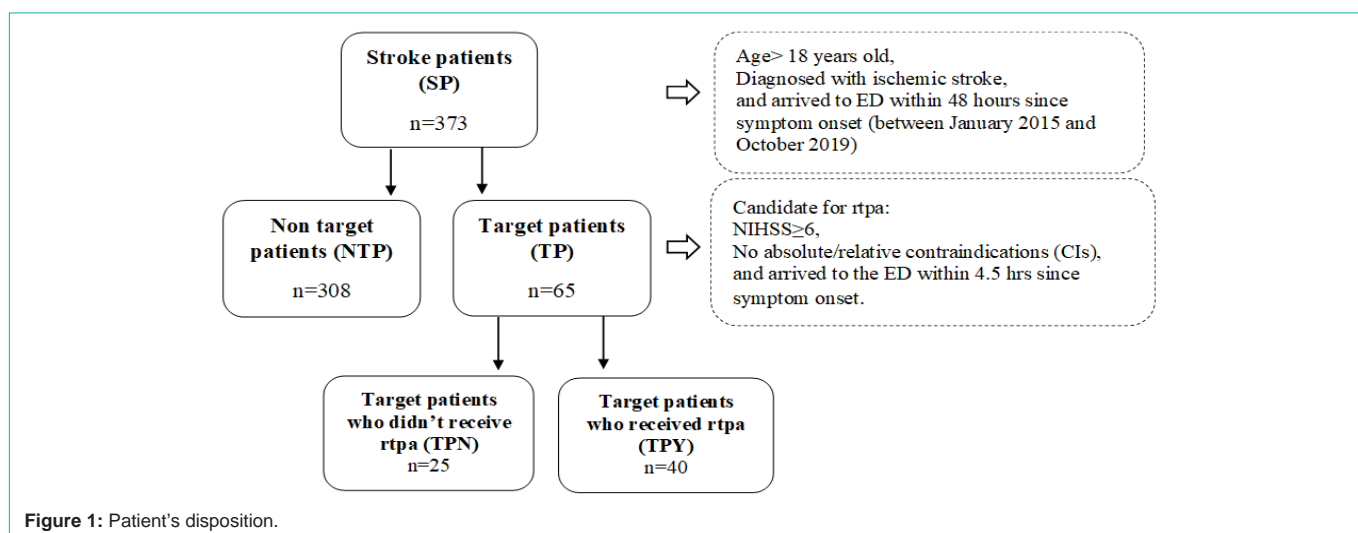 Stroke patients
(SP)
n=373
Age> 18 years old,
Diagnosed with ischemic stroke,
and arrived to ED within 48 hours since
symptom onset (between January 2015 and
October 2019)
Non target
patients (NTP)
n=308
Target patients
(TP)
n=65
Candidate for rtpa:
NIHSS≥6,
No absolute/relative contraindications (CIs),
and arrived to the ED within 4.5 hrs since
symptom onset.
Target patients
who didn't receive
rtpa (TPN)
n=25
Target patients
who received rtpa
(TPY)
n=40
Figure 1: Patient's disposition.